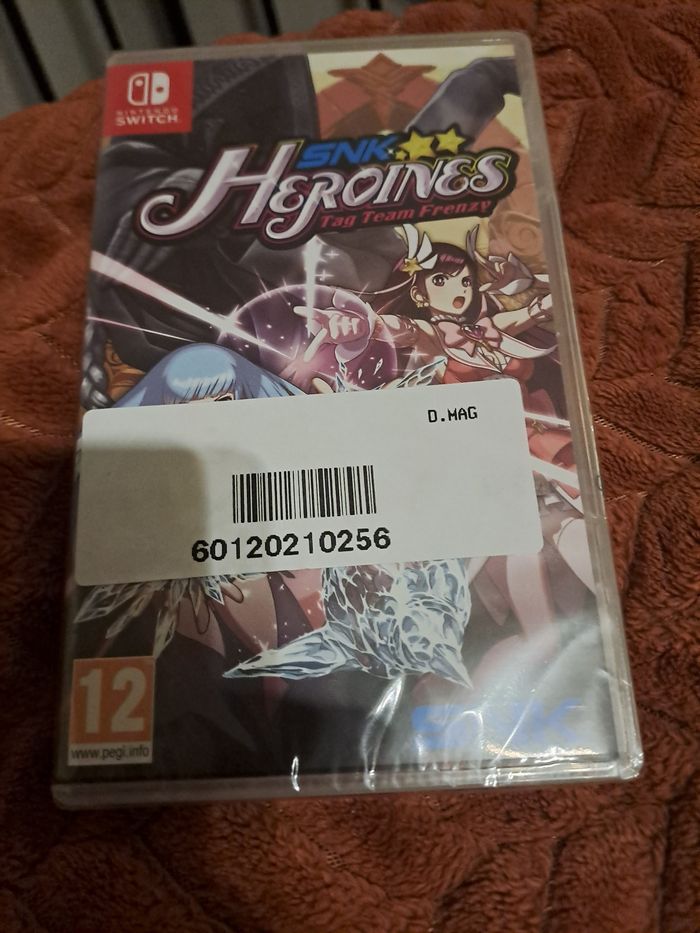 NINTENDO
SWITCH
SNK
HEROINES
Tag Team Frenzy
D.MAG
60120210256
12
www.pegi.info
SNK